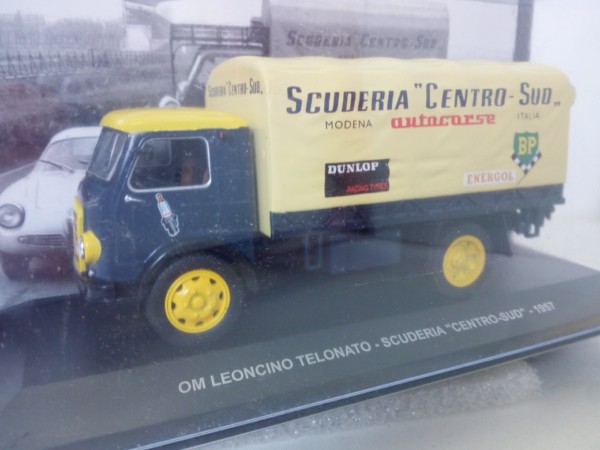 SCUDERIA CENTRO-SUD
SCUDERIA "CENTRO-SUD„
SCUDERIA "CENTRO-SUD„
MODENA autocorse ITALIA
BP
DUNLOP
RACING TYRES
ENERGOL
OM LEONCINO TELONATO - SCUDERIA "CENTRO-SUD" - 1957